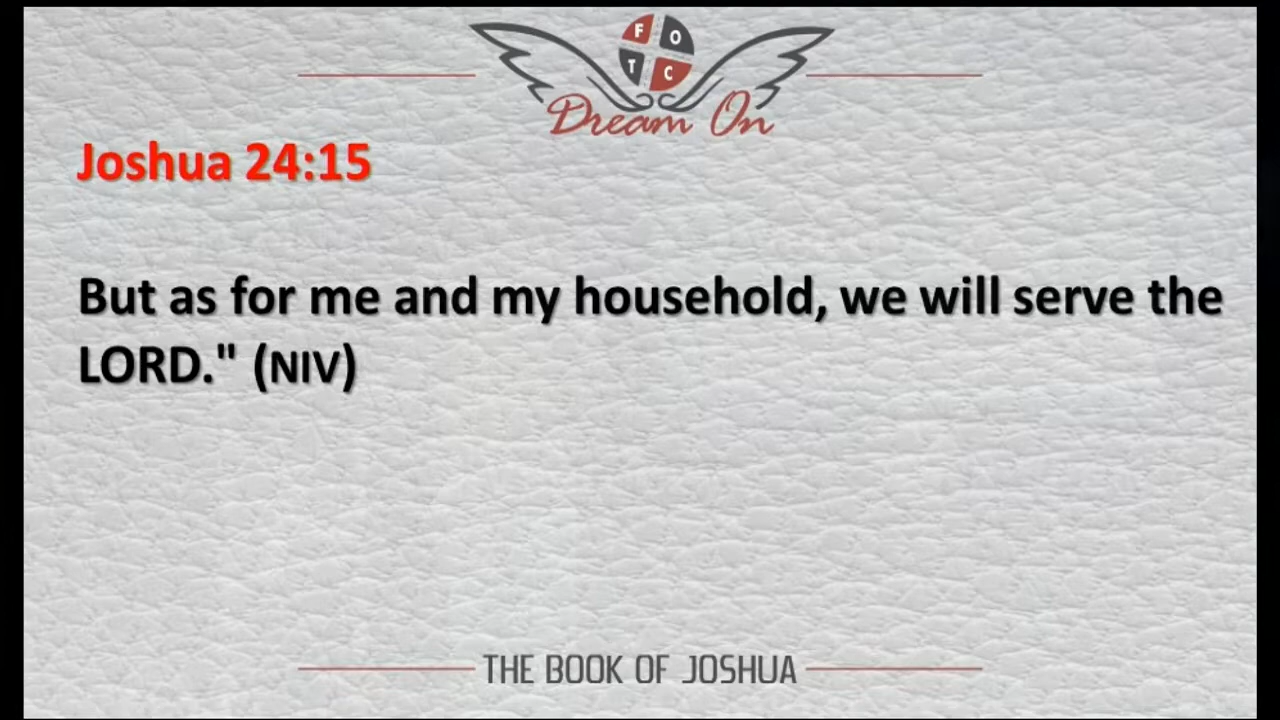 F O
T C
Dream On
Joshua 24:15
But as for me and my household, we will serve the
LORD." (NIV)
THE BOOK OF JOSHUA